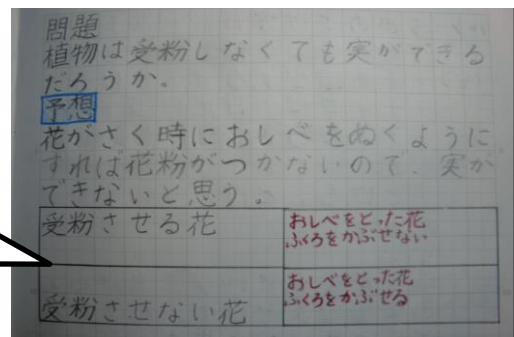 問題
植物は受粉しなくても実ができる
だろうか。
予想
花がさく時におしべをぬくように
すれば花粉がつかないので、実が
できないと思う。
受粉させる花
おしべをとった花
ふくろをかぶせない
受粉させない花
おしべをとった花
ふくろをかぶせる